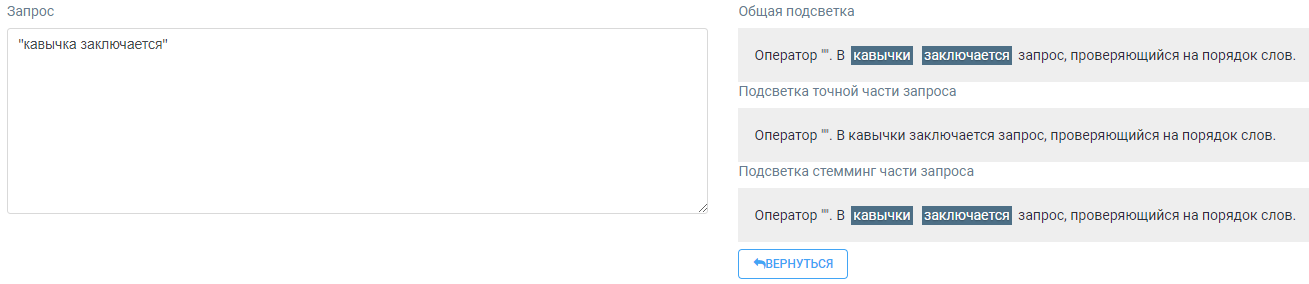 Запрос
"кавычка заключается"
Общая подсветка
Оператор "". В кавычки заключается запрос, проверяющийся на порядок слов.
Подсветка точной части запроса
Оператор "". В кавычки заключается запрос, проверяющийся на порядок слов.
Подсветка стемминг части запроса
Оператор "". В кавычки заключается запрос, проверяющийся на порядок слов.
ВЕРНУТЬСЯ